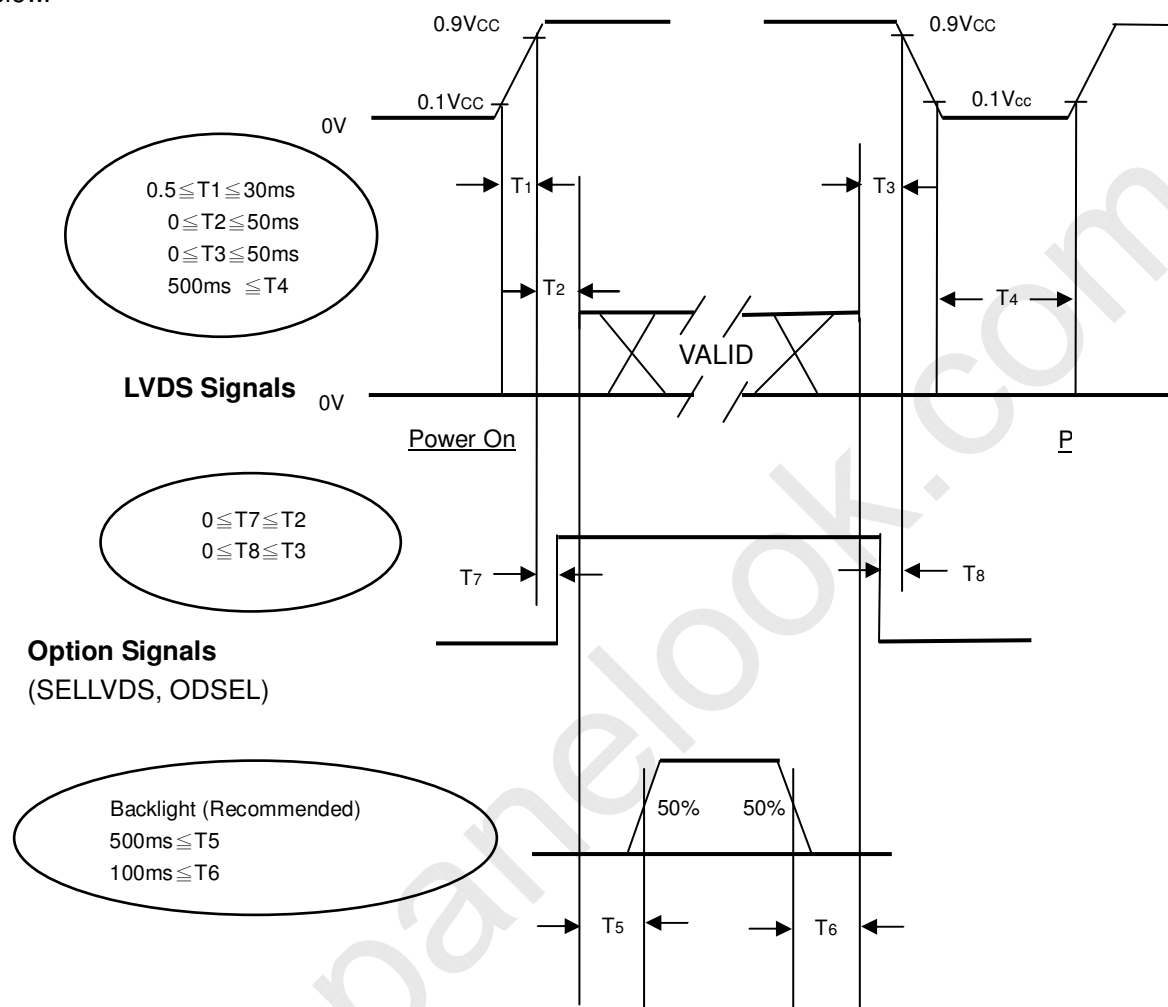 0.9Vcc 0.9Vcc
0.1Vcc 0.1Vcc
0V
0.5≦T1≦30ms
0≦T2≦50ms
0≦T3≦50ms
500ms ≦T4
T1 T3
T2 T4
VALID
LVDS Signals 0V
Power On P
0≦T7≦T2
0≦T8≦T3
T7 T8
Option Signals
(SELLVDS, ODSEL)
Backlight (Recommended)
500ms≦T5
100ms≦T6
50% 50%
T5 T6
panelook.com